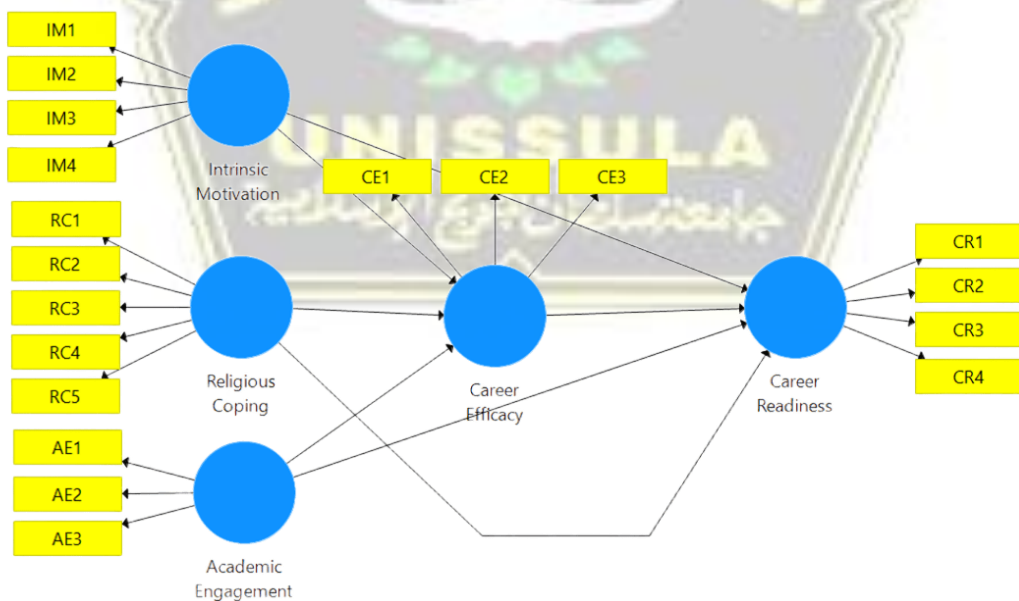 IM1
IM2
IM3
IM4
Intrinsic
Motivation
UNISSULA
CE1
CE2
CE3
RC1
RC2
RC3
RC4
RC5
Religious
Coping
Career
Efficacy
CR1
CR2
CR3
CR4
Career
Readiness
AE1
AE2
AE3
Academic
Engagement